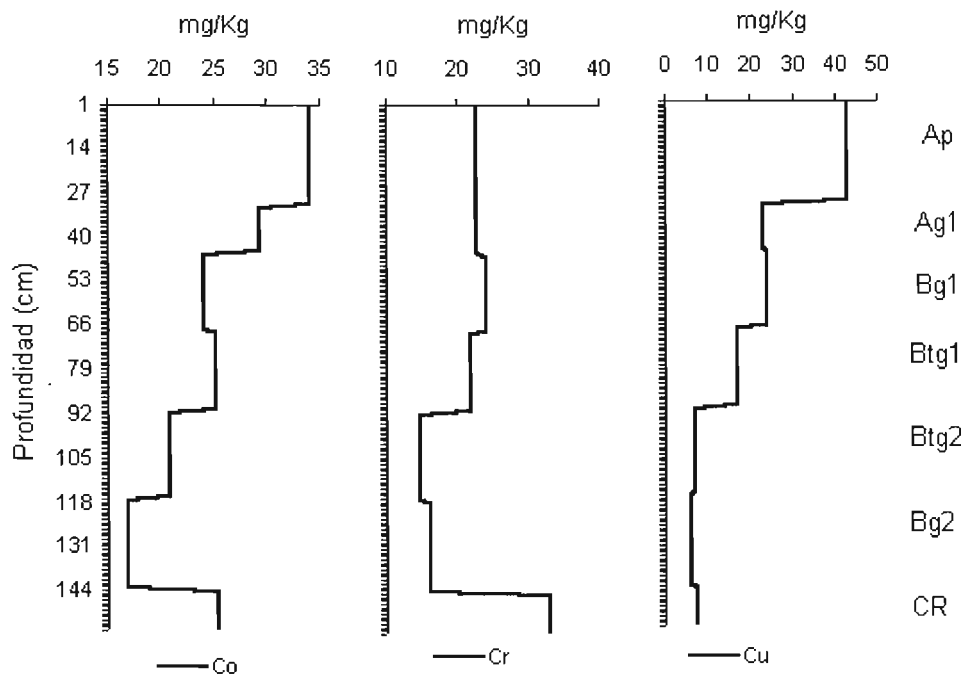 mg/Kg mg/Kg mg/Kg
15 20 25 30 35 10 20 30 40 0 10 20 30 40 50
1
14
27
40
53
66
79
92
105
118
131
144
Profundidad (cm)
Ap
Ag1
Bg1
Btg1
Btg2
Bg2
CR
Co Cr Cu